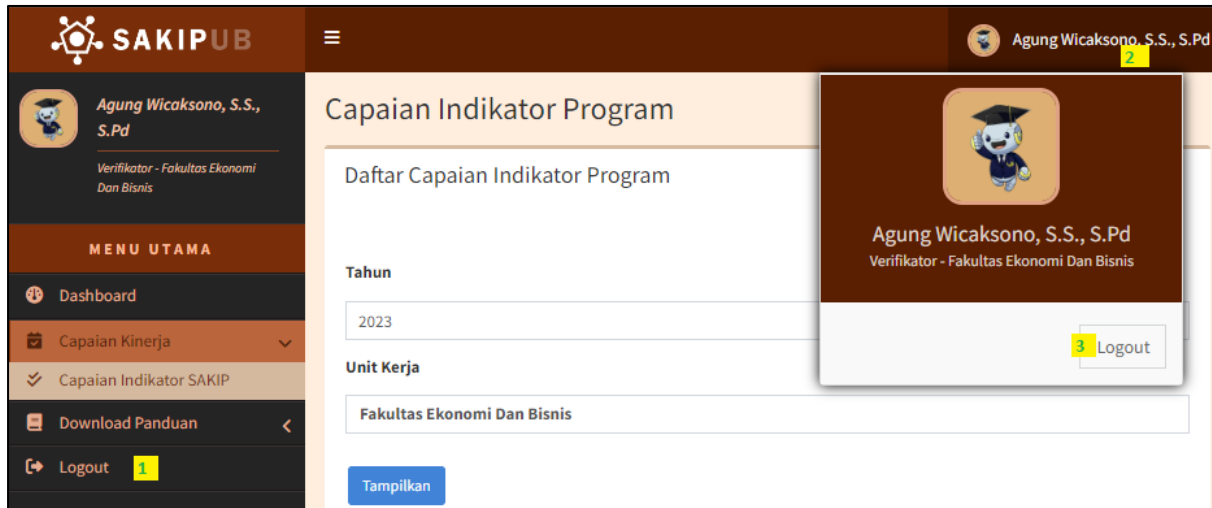 SAKIPUB
Agung Wicaksono, S.S., S.Pd
2
Agung Wicaksono, S.S.,
S.Pd
Verifikator - Fakultas Ekonomi
Dan Bisnis
MENU UTAMA
Dashboard
Capaian Kinerja
Capaian Indikator SAKIP
Download Panduan
Logout 1
Capaian Indikator Program
Daftar Capaian Indikator Program
Tahun
2023
Unit Kerja
Fakultas Ekonomi Dan Bisnis
Tampilkan
Agung Wicaksono, S.S., S.Pd
Verifikator - Fakultas Ekonomi Dan Bisnis
3 Logout